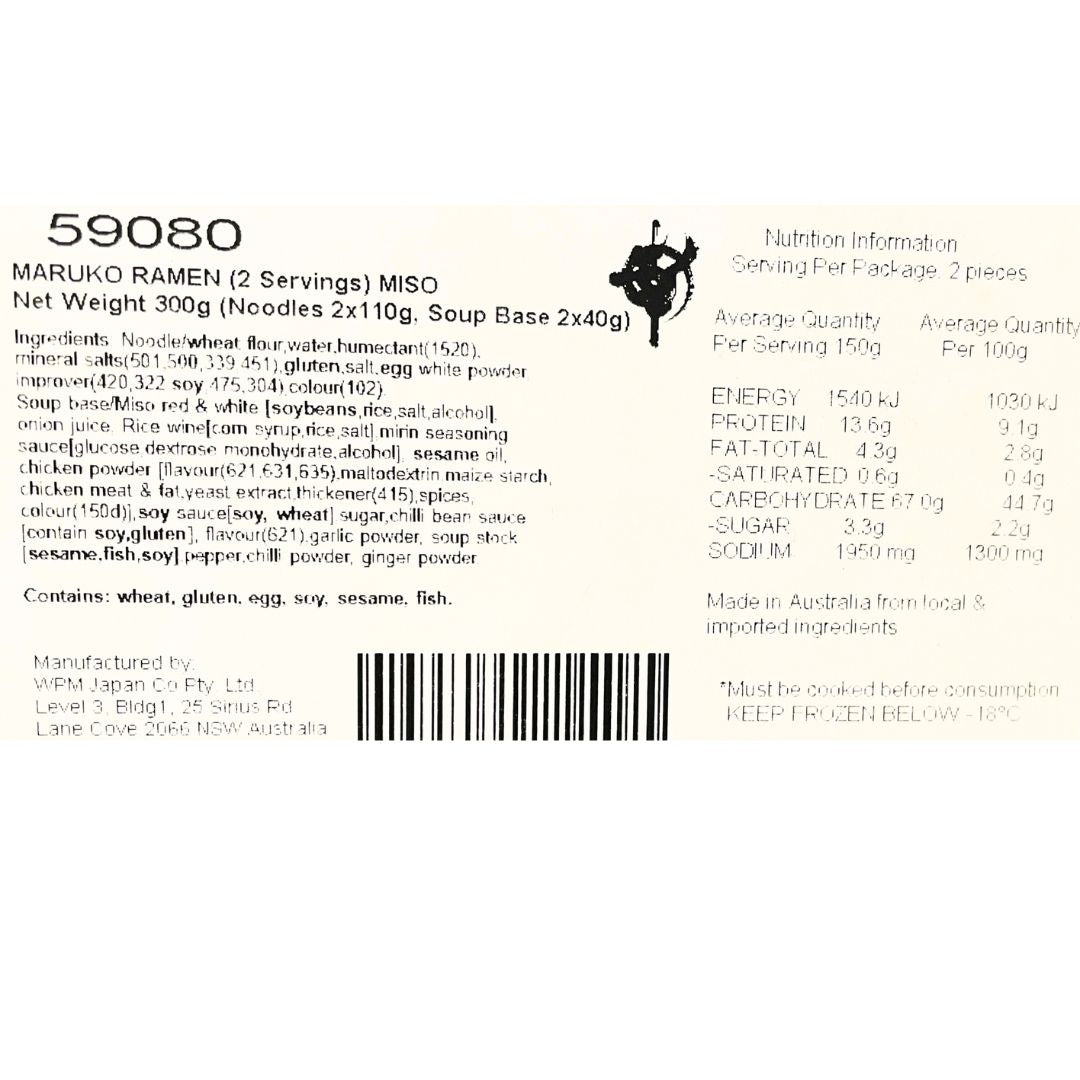 59080
MARUKO RAMEN (2 Servings) MISO
Net Weight 300g (Noodles 2x110g, Soup Base 2x40g)
Ingredients Noodle/wheat flour,water,humectant(1520),
mineral salts(501,500,339,451),gluten,salt,egg white powder
improver(420,322 soy,475,304),colour(102).
Soup base/Miso red & white [soybeans,rice,salt,alcohol],
onion juice, Rice wine[corn syrup,rice,salt],mirin seasoning
sauce[glucose,dextrose monohydrate,alcohol], sesame oil,
chicken powder [flavour(621,631,635),maltodextrin maize starch,
chicken meat & fat,yeast extract,thickener(415),spices,
colour(150d)],soy sauce[soy, wheat] sugar,chilli bean sauce
[contain soy,gluten], flavour(621),garlic powder, soup stock
[sesame,fish,soy],pepper,chilli powder, ginger powder
Contains: wheat, gluten, egg, soy, sesame, fish.
Manufactured by:
WPM Japan Co Pty. Ltd.
Level 3, Bldg1, 25 Sirius Rd
Lane Cove 2066 NSW Australia
Nutrition Information
Serving Per Package: 2 pieces
Average Quantity Average Quantity
Per Serving 150g Per 100g
ENERGY 1540 kJ 1030 kJ
PROTEIN 13.6g 9.1g
FAT-TOTAL 4.3g 2.8g
-SATURATED 0.6g 0.4g
CARBOHYDRATE 67.0g 44.7g
-SUGAR 3.3g 2.2g
SODIUM 1950 mg 1300 mg
Made in Australia from local &
imported ingredients
*Must be cooked before consumption
KEEP FROZEN BELOW -18°C